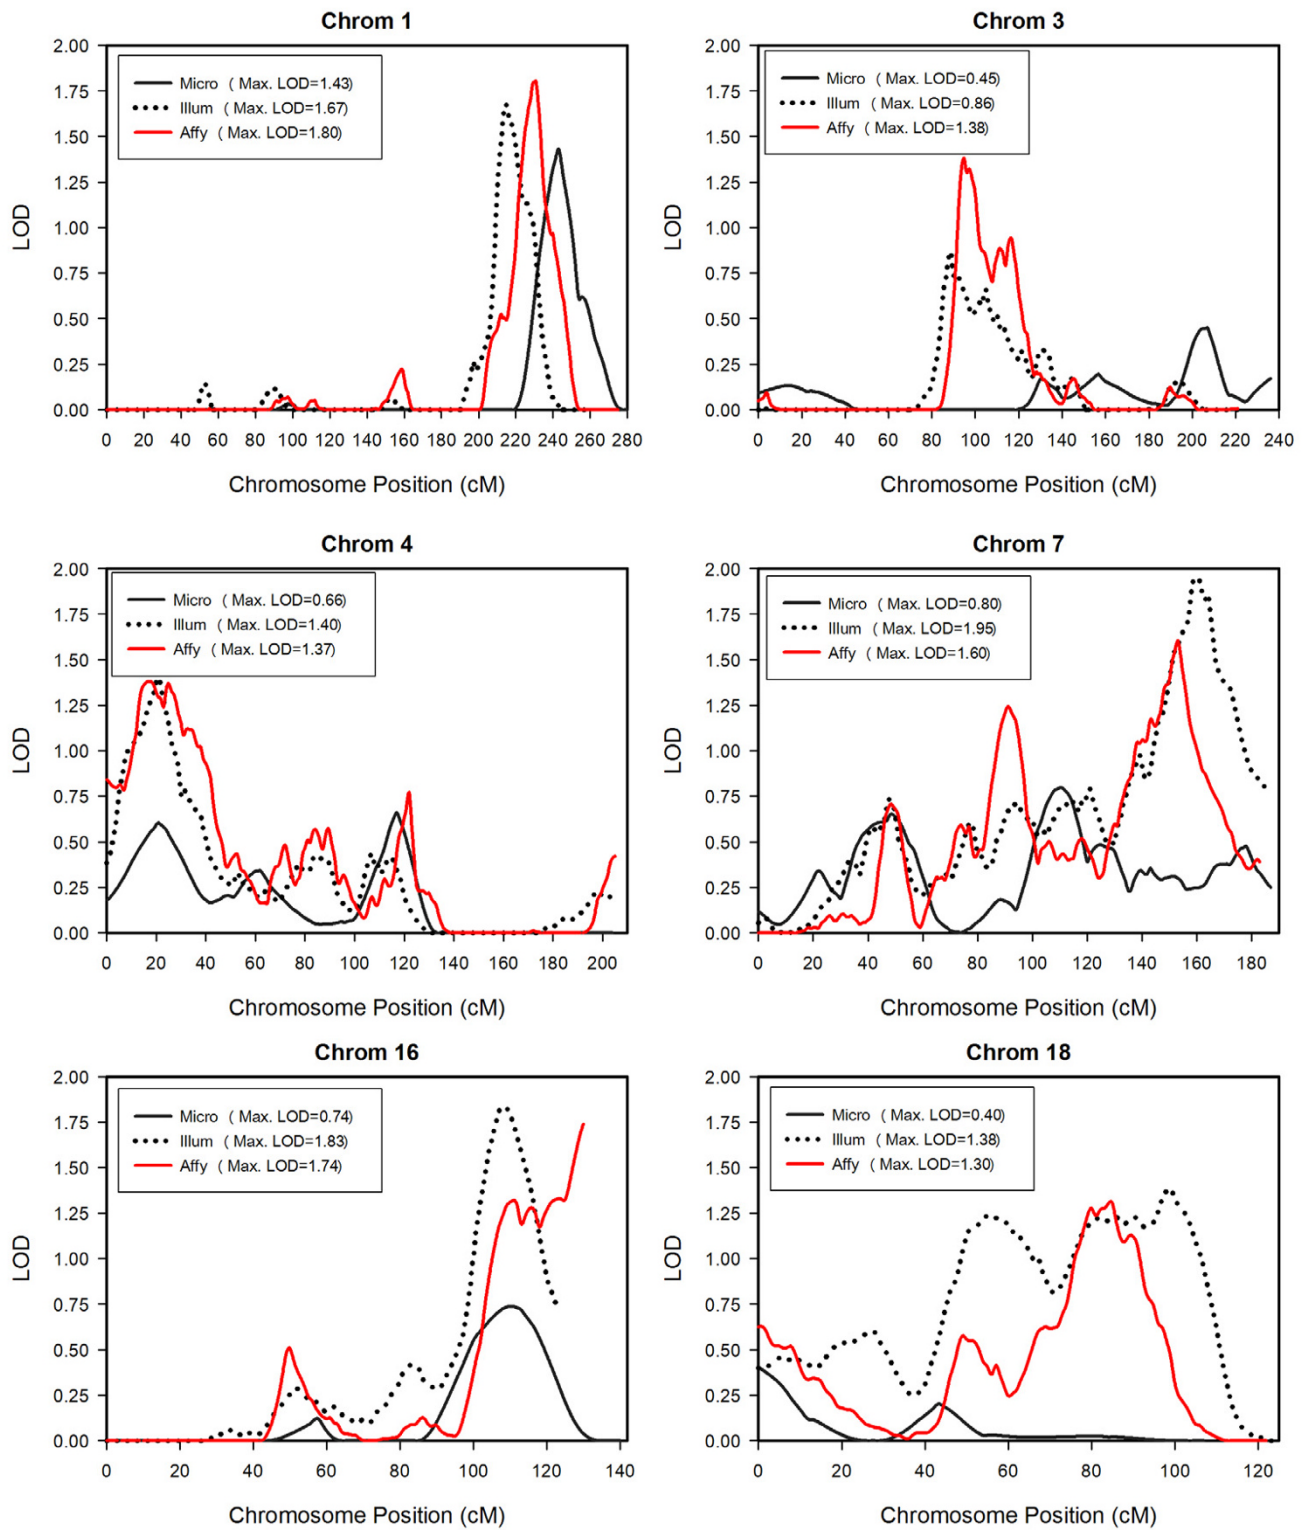 Chrom 1
2.00
1.75
1.50
1.25
1.00
0.75
0.50
0.25
0.00
LOD
Micro ( Max. LOD=1.43)
Illum ( Max. LOD=1.67)
Affy ( Max. LOD=1.80)
0 20 40 60 80 100 120 140 160 180 200 220 240 260 280
Chromosome Position (cM)
Chrom 3
2.00
1.75
1.50
1.25
1.00
0.75
0.50
0.25
0.00
LOD
Micro ( Max. LOD=0.45)
Illum ( Max. LOD=0.86)
Affy ( Max. LOD=1.38)
0 20 40 60 80 100 120 140 160 180 200 220 240
Chromosome Position (cM)
Chrom 4
2.00
1.75
1.50
1.25
1.00
0.75
0.50
0.25
0.00
LOD
Micro ( Max. LOD=0.66)
Illum ( Max. LOD=1.40)
Affy ( Max. LOD=1.37)
0 20 40 60 80 100 120 140 160 180 200
Chromosome Position (cM)
Chrom 7
2.00
1.75
1.50
1.25
1.00
0.75
0.50
0.25
0.00
LOD
Micro ( Max. LOD=0.80)
Illum ( Max. LOD=1.95)
Affy ( Max. LOD=1.60)
0 20 40 60 80 100 120 140 160 180
Chromosome Position (cM)
Chrom 16
2.00
1.75
1.50
1.25
1.00
0.75
0.50
0.25
0.00
LOD
Micro ( Max. LOD=0.74)
Illum ( Max. LOD=1.83)
Affy ( Max. LOD=1.74)
0 20 40 60 80 100 120 140
Chromosome Position (cM)
Chrom 18
2.00
1.75
1.50
1.25
1.00
0.75
0.50
0.25
0.00
LOD
Micro ( Max. LOD=0.40)
Illum ( Max. LOD=1.38)
Affy ( Max. LOD=1.30)
0 20 40 60 80 100 120
Chromosome Position (cM)